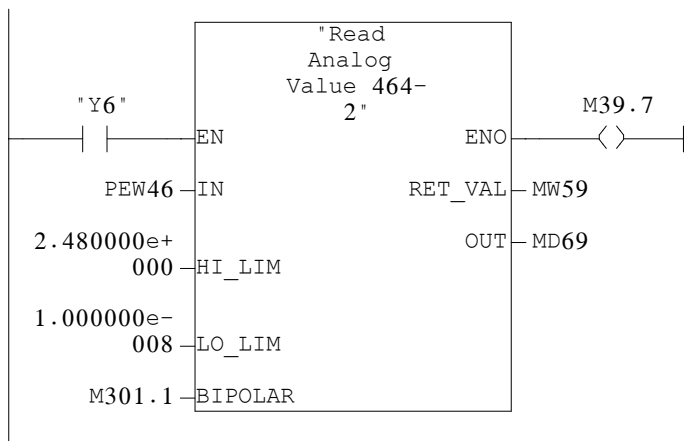 "Read
Analog
Value 464-
2"
"Y6"
M39.7
EN
ENO
PEW46
IN
RET_VAL
MW59
2.480000e+
000
HI_LIM
OUT
MD69
1.000000e-
008
LO_LIM
M301.1
BIPOLAR